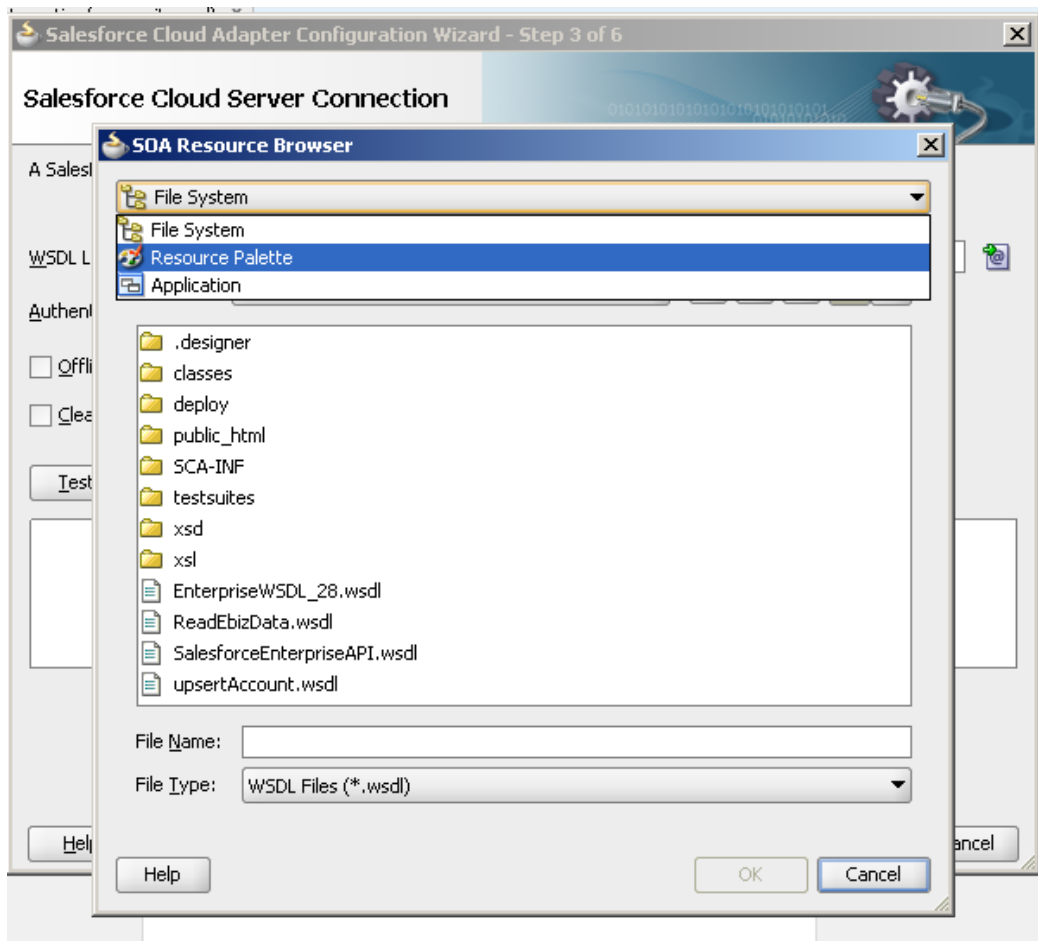 Salesforce Cloud Adapter Configuration Wizard - Step 3 of 6
Salesforce Cloud Server Connection
SOA Resource Browser
A Sales
File System
File System
WSDL L
Resource Palette
Application
Authent
.designer
Offli
classes
deploy
Clea
public_html
SCA-INF
Test
testsuites
xsd
xsl
EnterpriseWSDL_28.wsdl
ReadEbizData.wsdl
SalesforceEnterpriseAPI.wsdl
upsertAccount.wsdl
File Name:
File Type: WSDL Files (*.wsdl)
Help
ancel
Help OK Cancel